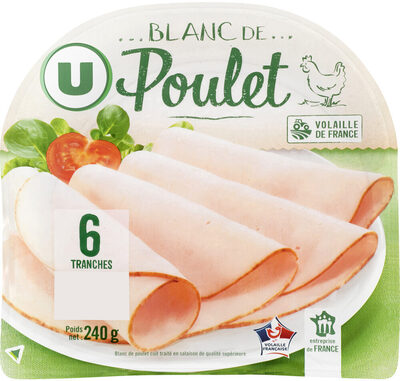 ...BLANC DE...
U
Poulet
VOLAILLE
DE FRANCE
6
TRANCHES
Poids
net : 240 g
Blanc de poulet cuit traité en salaison de qualité supérieure
VOLAILLE
FRANÇAISE
entreprise
de FRANCE